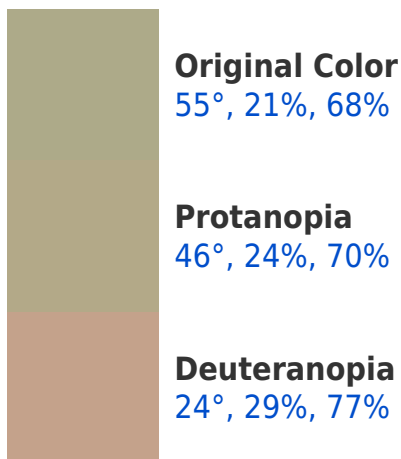 Original Color
55°, 21%, 68%
Protanopia
46°, 24%, 70%
Deuteranopia
24°, 29%, 77%